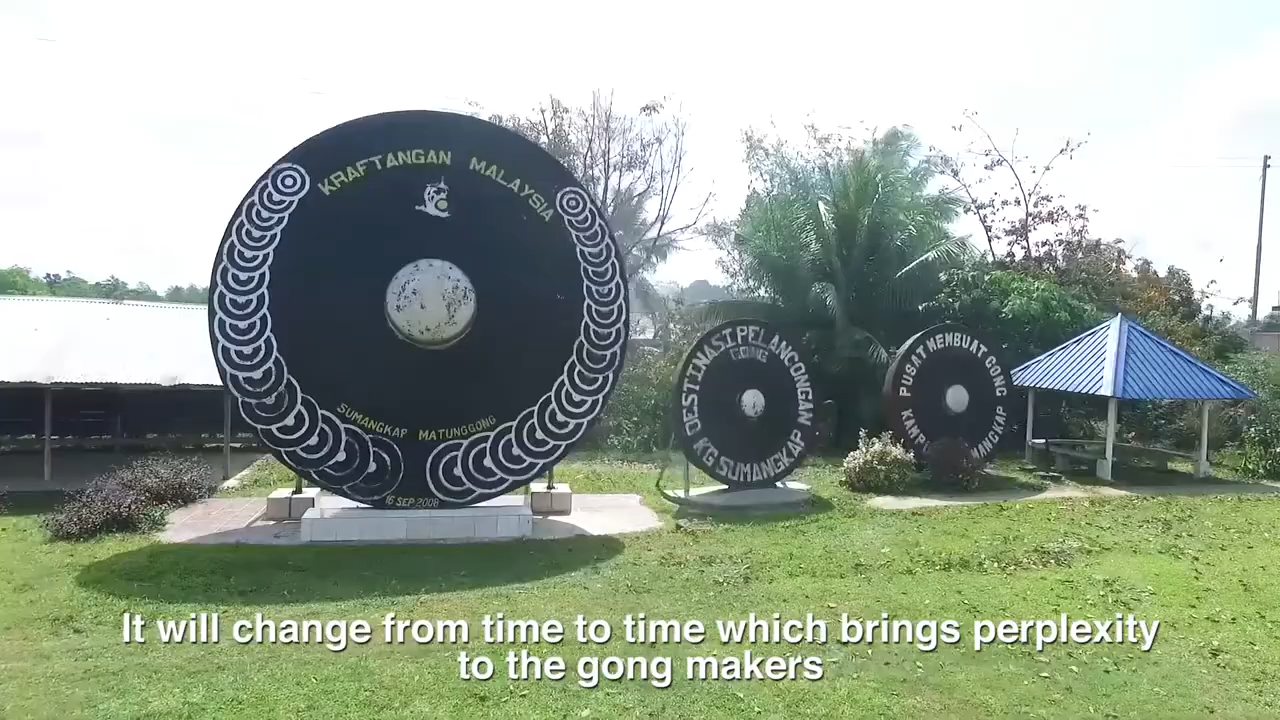 KRAFTANGAN MALAYSIA
SUMANGKAP MATUNGGONG
16 SEP 2008
DESTINASI PELANCONGAN
GONG
KG SUMANGKAP
PUSAT MEMBUAT GONG
It will change from time to time which brings perplexity
to the gong makers